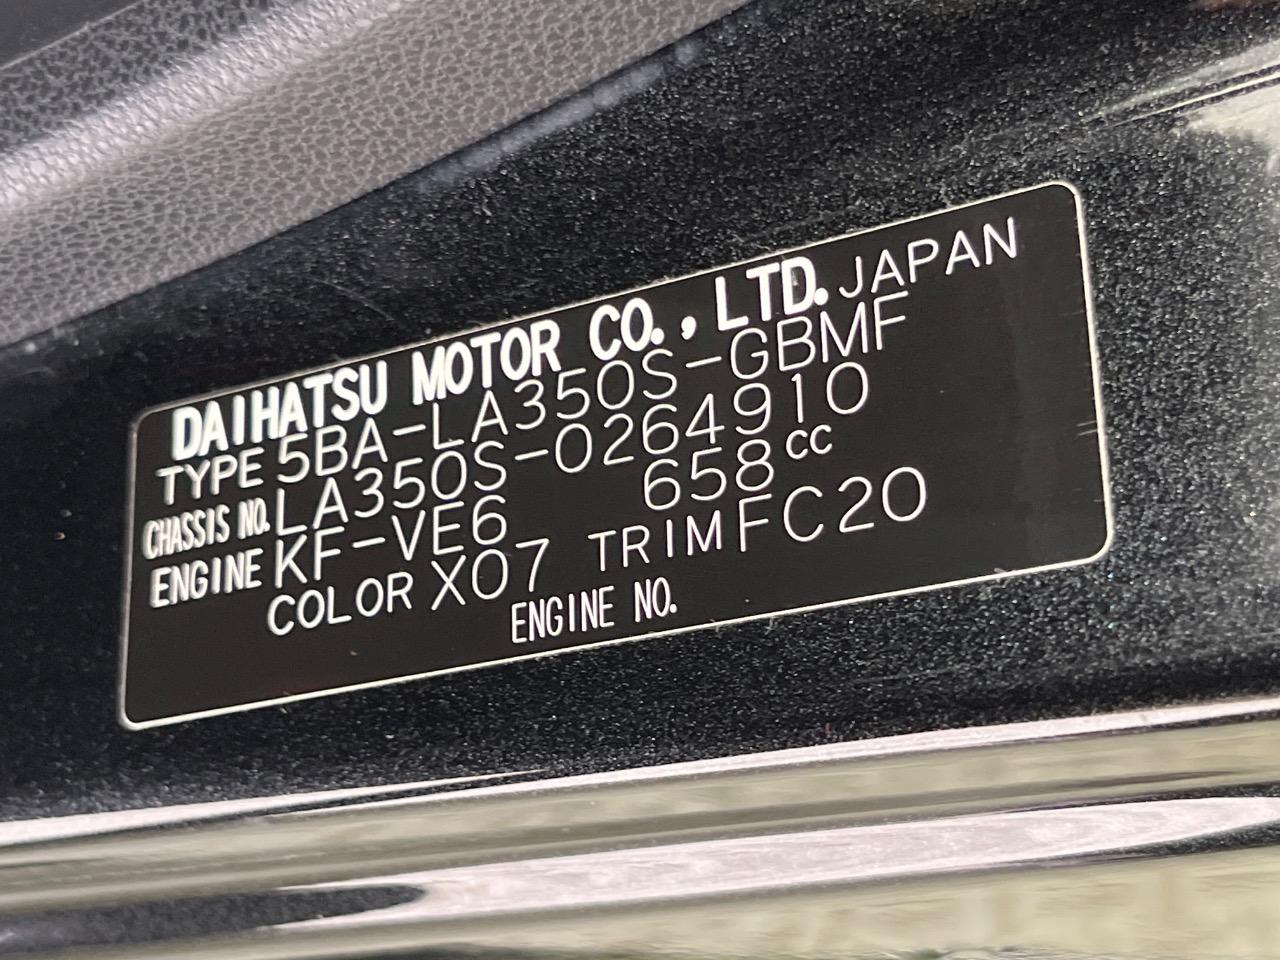 DAIHATSU MOTOR CO., LTD. JAPAN
TYPE 5BA-LA350S-GBMF
CHASSIS NO. LA350S-0264910
ENGINE KF-VE6 658cc
COLOR X07 TRIM FC20
ENGINE NO.